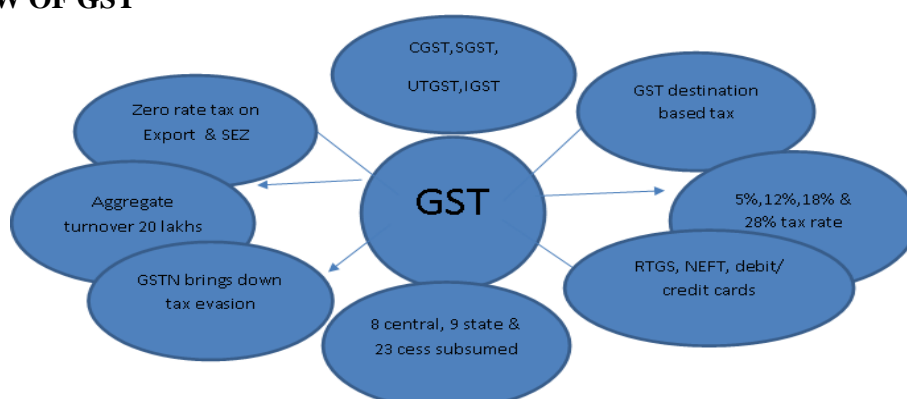 W OF GST
CGST,SGST,
UTGST,IGST
Zero rate tax on
Export & SEZ
GST destination
based tax
Aggregate
turnover 20 lakhs
GST
5%,12%,18% &
28% tax rate
GSTN brings down
tax evasion
RTGS, NEFT, debit/
credit cards
8 central, 9 state &
23 cess subsumed